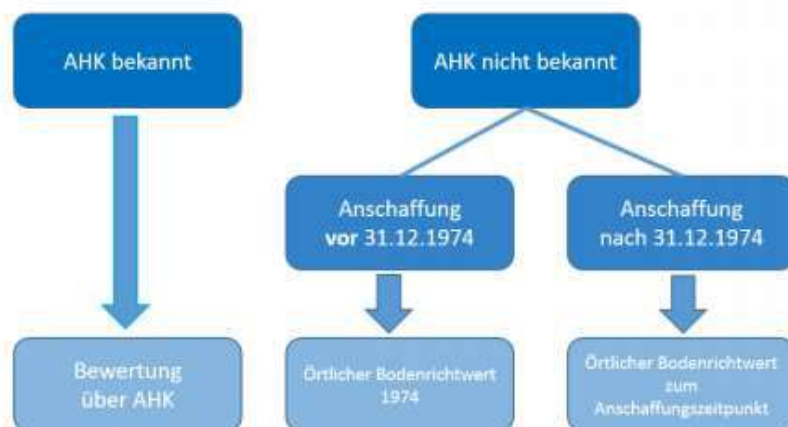 AHK bekannt
AHK nicht bekannt
Anschaffung
vor 31.12.1974
Anschaffung
nach 31.12.1974
Bewertung
über AHK
Örtlicher Bodenrichtwert
1974
Örtlicher Bodenrichtwert
zum
Anschaffungszeitpunkt